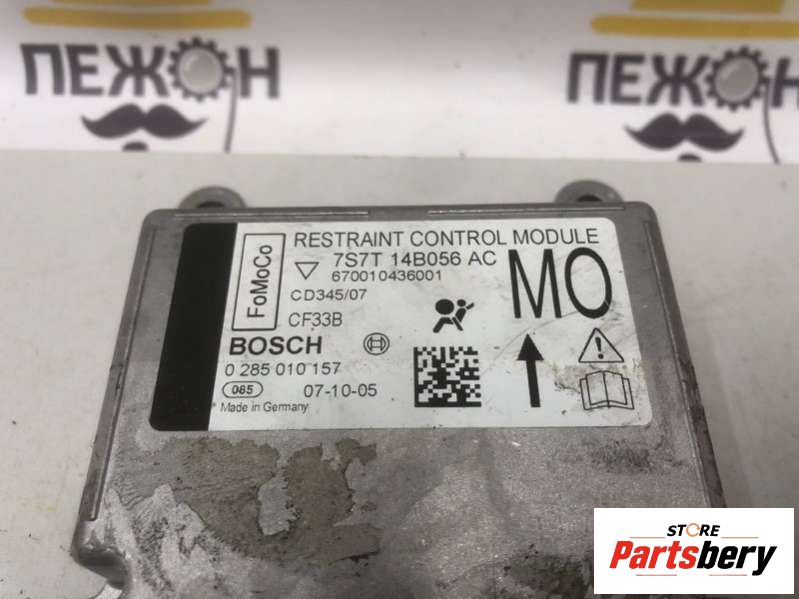 ПЕЖОН
ПЕЖОН
RESTRAINT CONTROL MODULE
FoMoCo
7S7T 14B056 AC
670010436001
MO
CD345/07
CF33B
BOSCH
0 285 010 157
085
07-10-05
Made in Germany
STORE
Partsbery